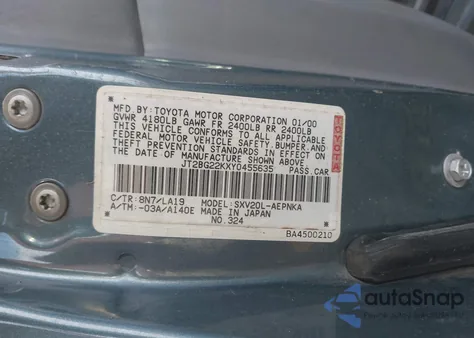 MFD.BY:TOYOTA MOTOR CORPORATION 01/00
GVWR 4180LB GAWR FR 2400LB RR 2400LB
THIS VEHICLE CONFORMS TO ALL APPLICABLE
FEDERAL MOTOR VEHICLE SAFETY, BUMPER, AND
THEFT PREVENTION STANDARDS IN EFFECT ON THE
DATE OF MANUFACTURE SHOWN ABOVE.
JT2BG22KXY0455635 PASS.CAR
TOYOTA
C/TR:8N7/LA19 MODEL:SXV20L-AEPNKA
A/TM:-03A/A140E MADE IN JAPAN
NO.324
BA4500210
autoSnap